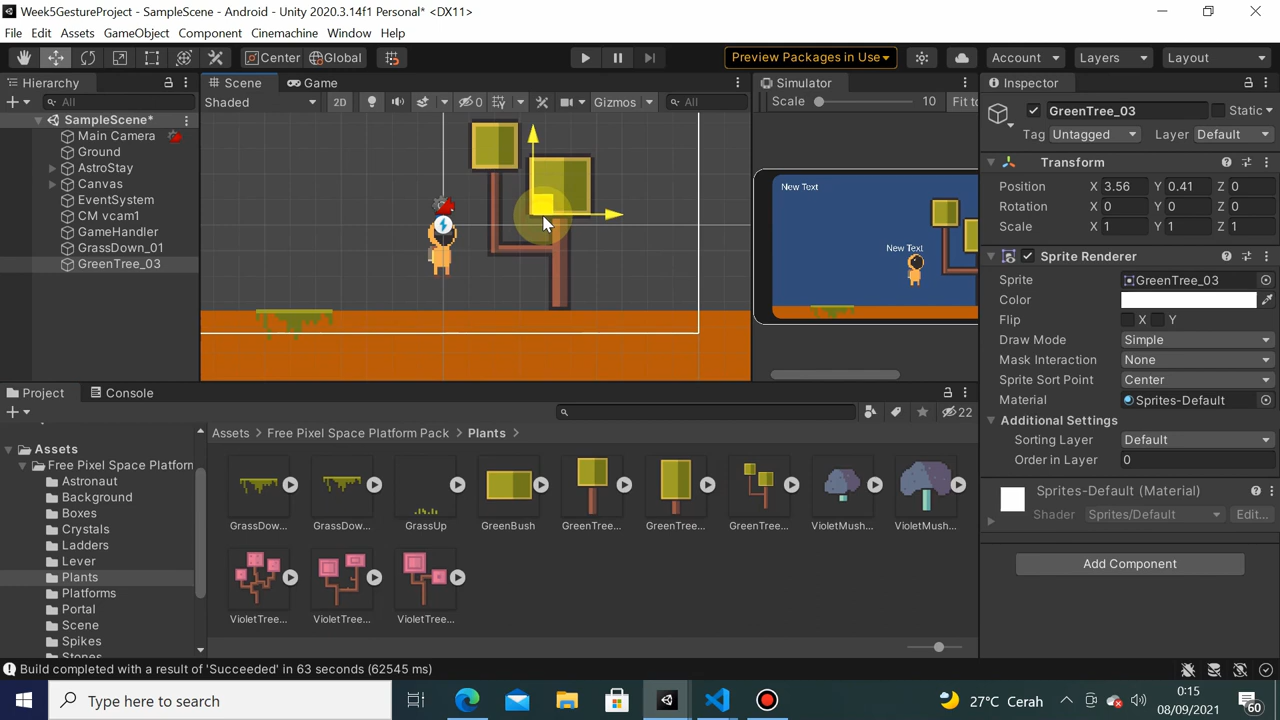 Week5GestureProject - SampleScene - Android - Unity 2020.3.14f1 Personal* <DX11>
File Edit Assets GameObject Component Cinemachine Window Help
Center Global Preview Packages in Use Account Layers Layout
Hierarchy
All
SampleScene*
Main Camera
Ground
AstroStay
Canvas
EventSystem
CM vcam1
GameHandler
GrassDown_01
GreenTree_03
Scene Game
Shaded 2D 0 Gizmos All
Simulator
Scale 10 Fit to
New Text
New Text
Inspector
GreenTree_03 Static
Tag Untagged Layer Default
Transform
Position X 3.56 Y 0.41 Z 0
Rotation X 0 Y 0 Z 0
Scale X 1 Y 1 Z 1
Sprite Renderer
Sprite GreenTree_03
Color
Flip X Y
Draw Mode Simple
Mask Interaction None
Sprite Sort Point Center
Material Sprites-Default
Additional Settings
Sorting Layer Default
Order in Layer 0
Sprites-Default (Material)
Shader Sprites/Default Edit...
Add Component
Project Console
22
Assets
Free Pixel Space Platform
Astronaut
Background
Boxes
Crystals
Ladders
Lever
Plants
Platforms
Portal
Scene
Spikes
Stones
Assets > Free Pixel Space Platform Pack > Plants >
GrassDow... GrassDow... GrassUp GreenBush GreenTree... GreenTree... GreenTree... VioletMush... VioletMush...
VioletTree... VioletTree... VioletTree...
Build completed with a result of 'Succeeded' in 63 seconds (62545 ms)
Type here to search
27°C Cerah
0:15
08/09/2021
60